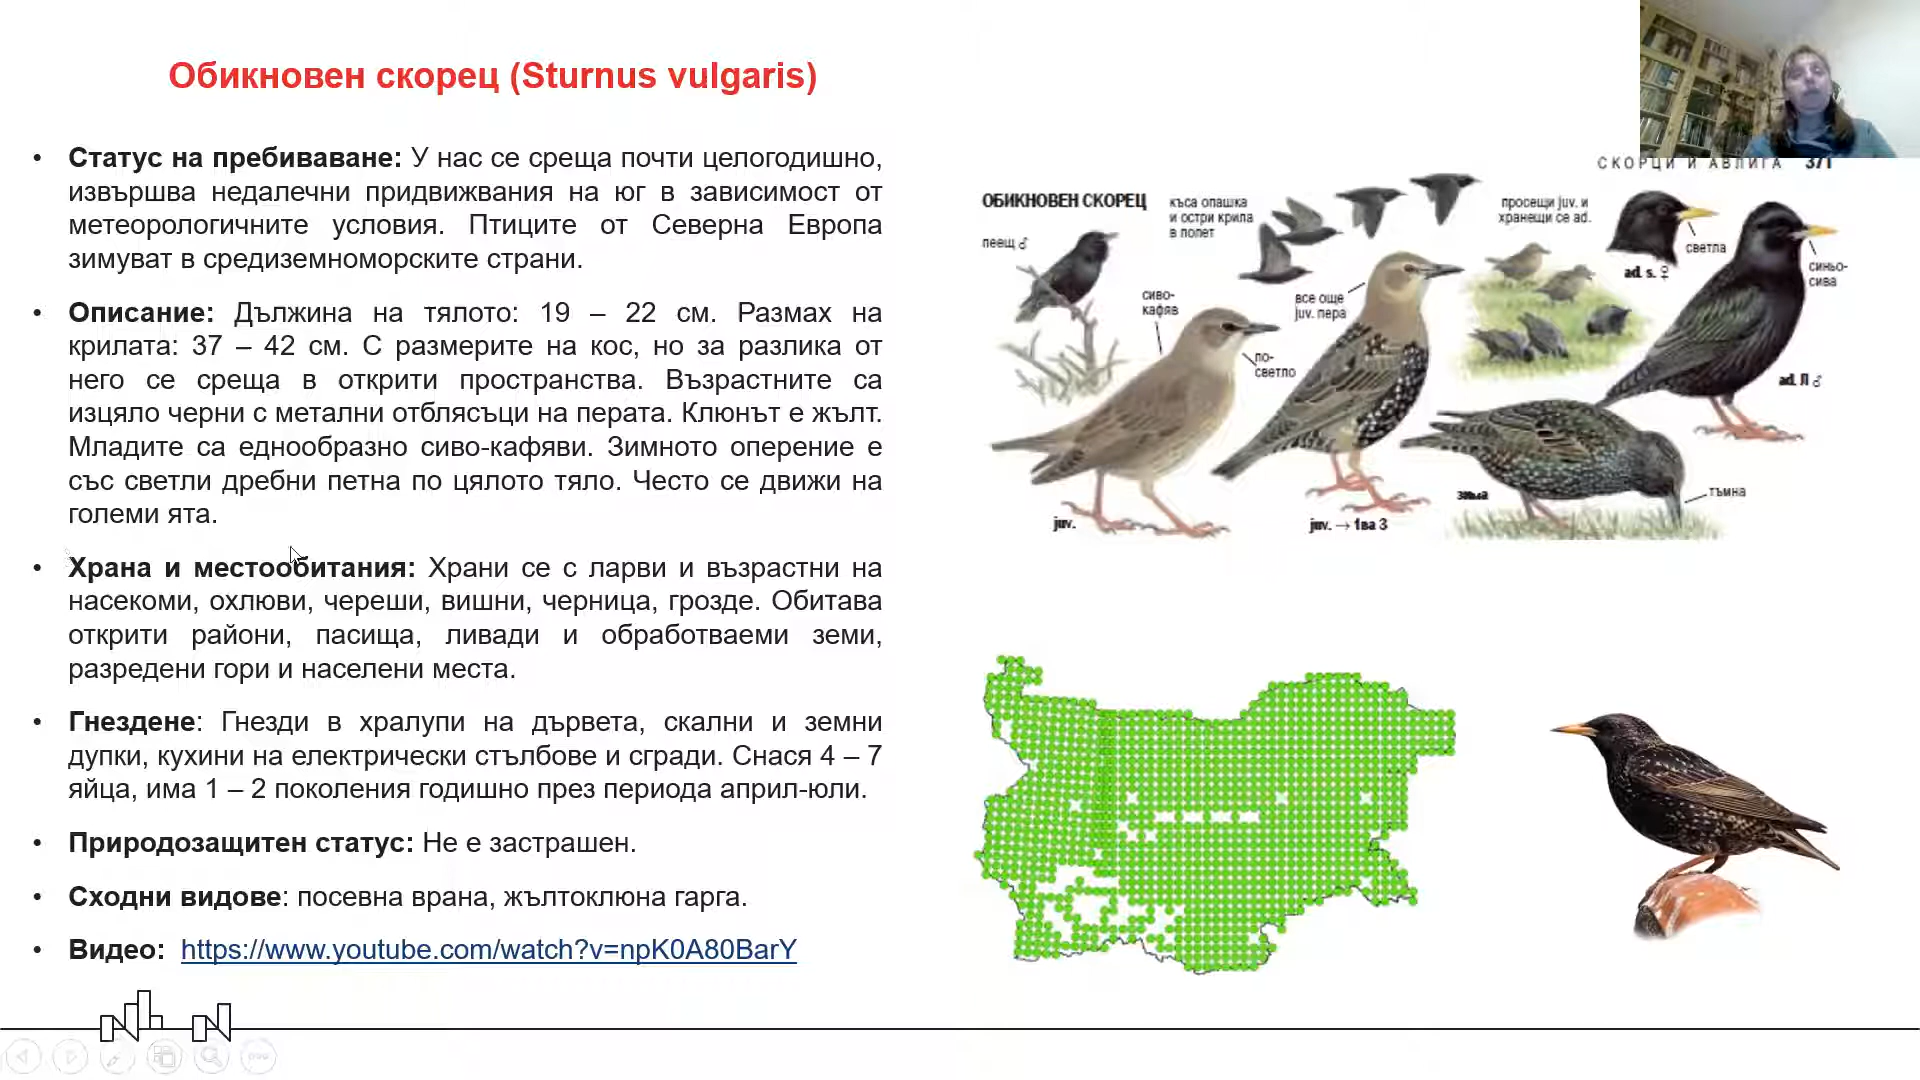 Обикновен скорец (Sturnus vulgaris)
• Статус на пребиваване: У нас се среща почти целогодишно,
извършва недалечни придвижвания на юг в зависимост от
метеорологичните условия. Птиците от Северна Европа
зимуват в средиземноморските страни.
• Описание: Дължина на тялото: 19 – 22 см. Размах на
крилата: 37 – 42 см. С размерите на кос, но за разлика от
него се среща в открити пространства. Възрастните са
изцяло черни с метални отблясъци на перата. Клюнът е жълт.
Младите са еднообразно сиво-кафяви. Зимното оперение е
със светли дребни петна по цялото тяло. Често се движи на
големи ята.
• Храна и местообитания: Храни се с ларви и възрастни на
насекоми, охлюви, череши, вишни, черница, грозде. Обитава
открити райони, пасища, ливади и обработваеми земи,
разредени гори и населени места.
• Гнездене: Гнезди в хралупи на дървета, скални и земни
дупки, кухини на електрически стълбове и сгради. Снася 4 – 7
яйца, има 1 – 2 поколения годишно през периода април-юли.
• Природозащитен статус: Не е застрашен.
• Сходни видове: посевна врана, жълтоклюна гарга.
• Видео: https://www.youtube.com/watch?v=npK0A80BarY
СКОРЦИ И АВЛИГА 371
ОБИКНОВЕН СКОРЕЦ
къса опашка
и остри крила
в полет
просещи juv. и
хранещи се ad.
пеещ ♂
светла
ad. s. ♀
синьо-
сива
сиво-
кафяв
все още
juv. пера
по-
светло
ad. Л ♂
тъмна
juv.
juv. → 1ва З